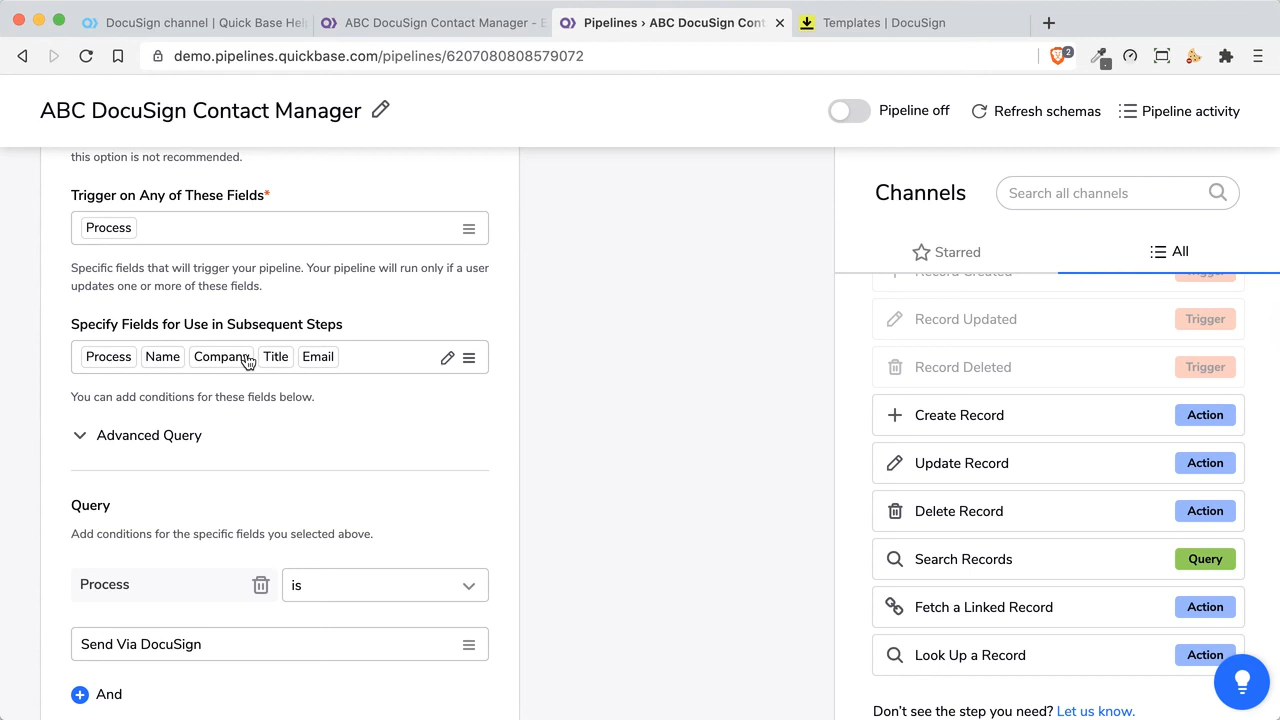 DocuSign channel | Quick Base Hel
ABC DocuSign Contact Manager - E
Pipelines › ABC DocuSign Cont
Templates | DocuSign
demo.pipelines.quickbase.com/pipelines/6207080808579072
2
ABC DocuSign Contact Manager
Pipeline off
Refresh schemas
Pipeline activity
this option is not recommended.
Trigger on Any of These Fields*
Process
Specific fields that will trigger your pipeline. Your pipeline will run only if a user
updates one or more of these fields.
Specify Fields for Use in Subsequent Steps
Process Name Company Title Email
You can add conditions for these fields below.
Advanced Query
Query
Add conditions for the specific fields you selected above.
Process is
Send Via DocuSign
And
Channels
Search all channels
Starred
All
Record Created Trigger
Record Updated Trigger
Record Deleted Trigger
Create Record Action
Update Record Action
Delete Record Action
Search Records Query
Fetch a Linked Record Action
Look Up a Record Action
Don't see the step you need? Let us know.